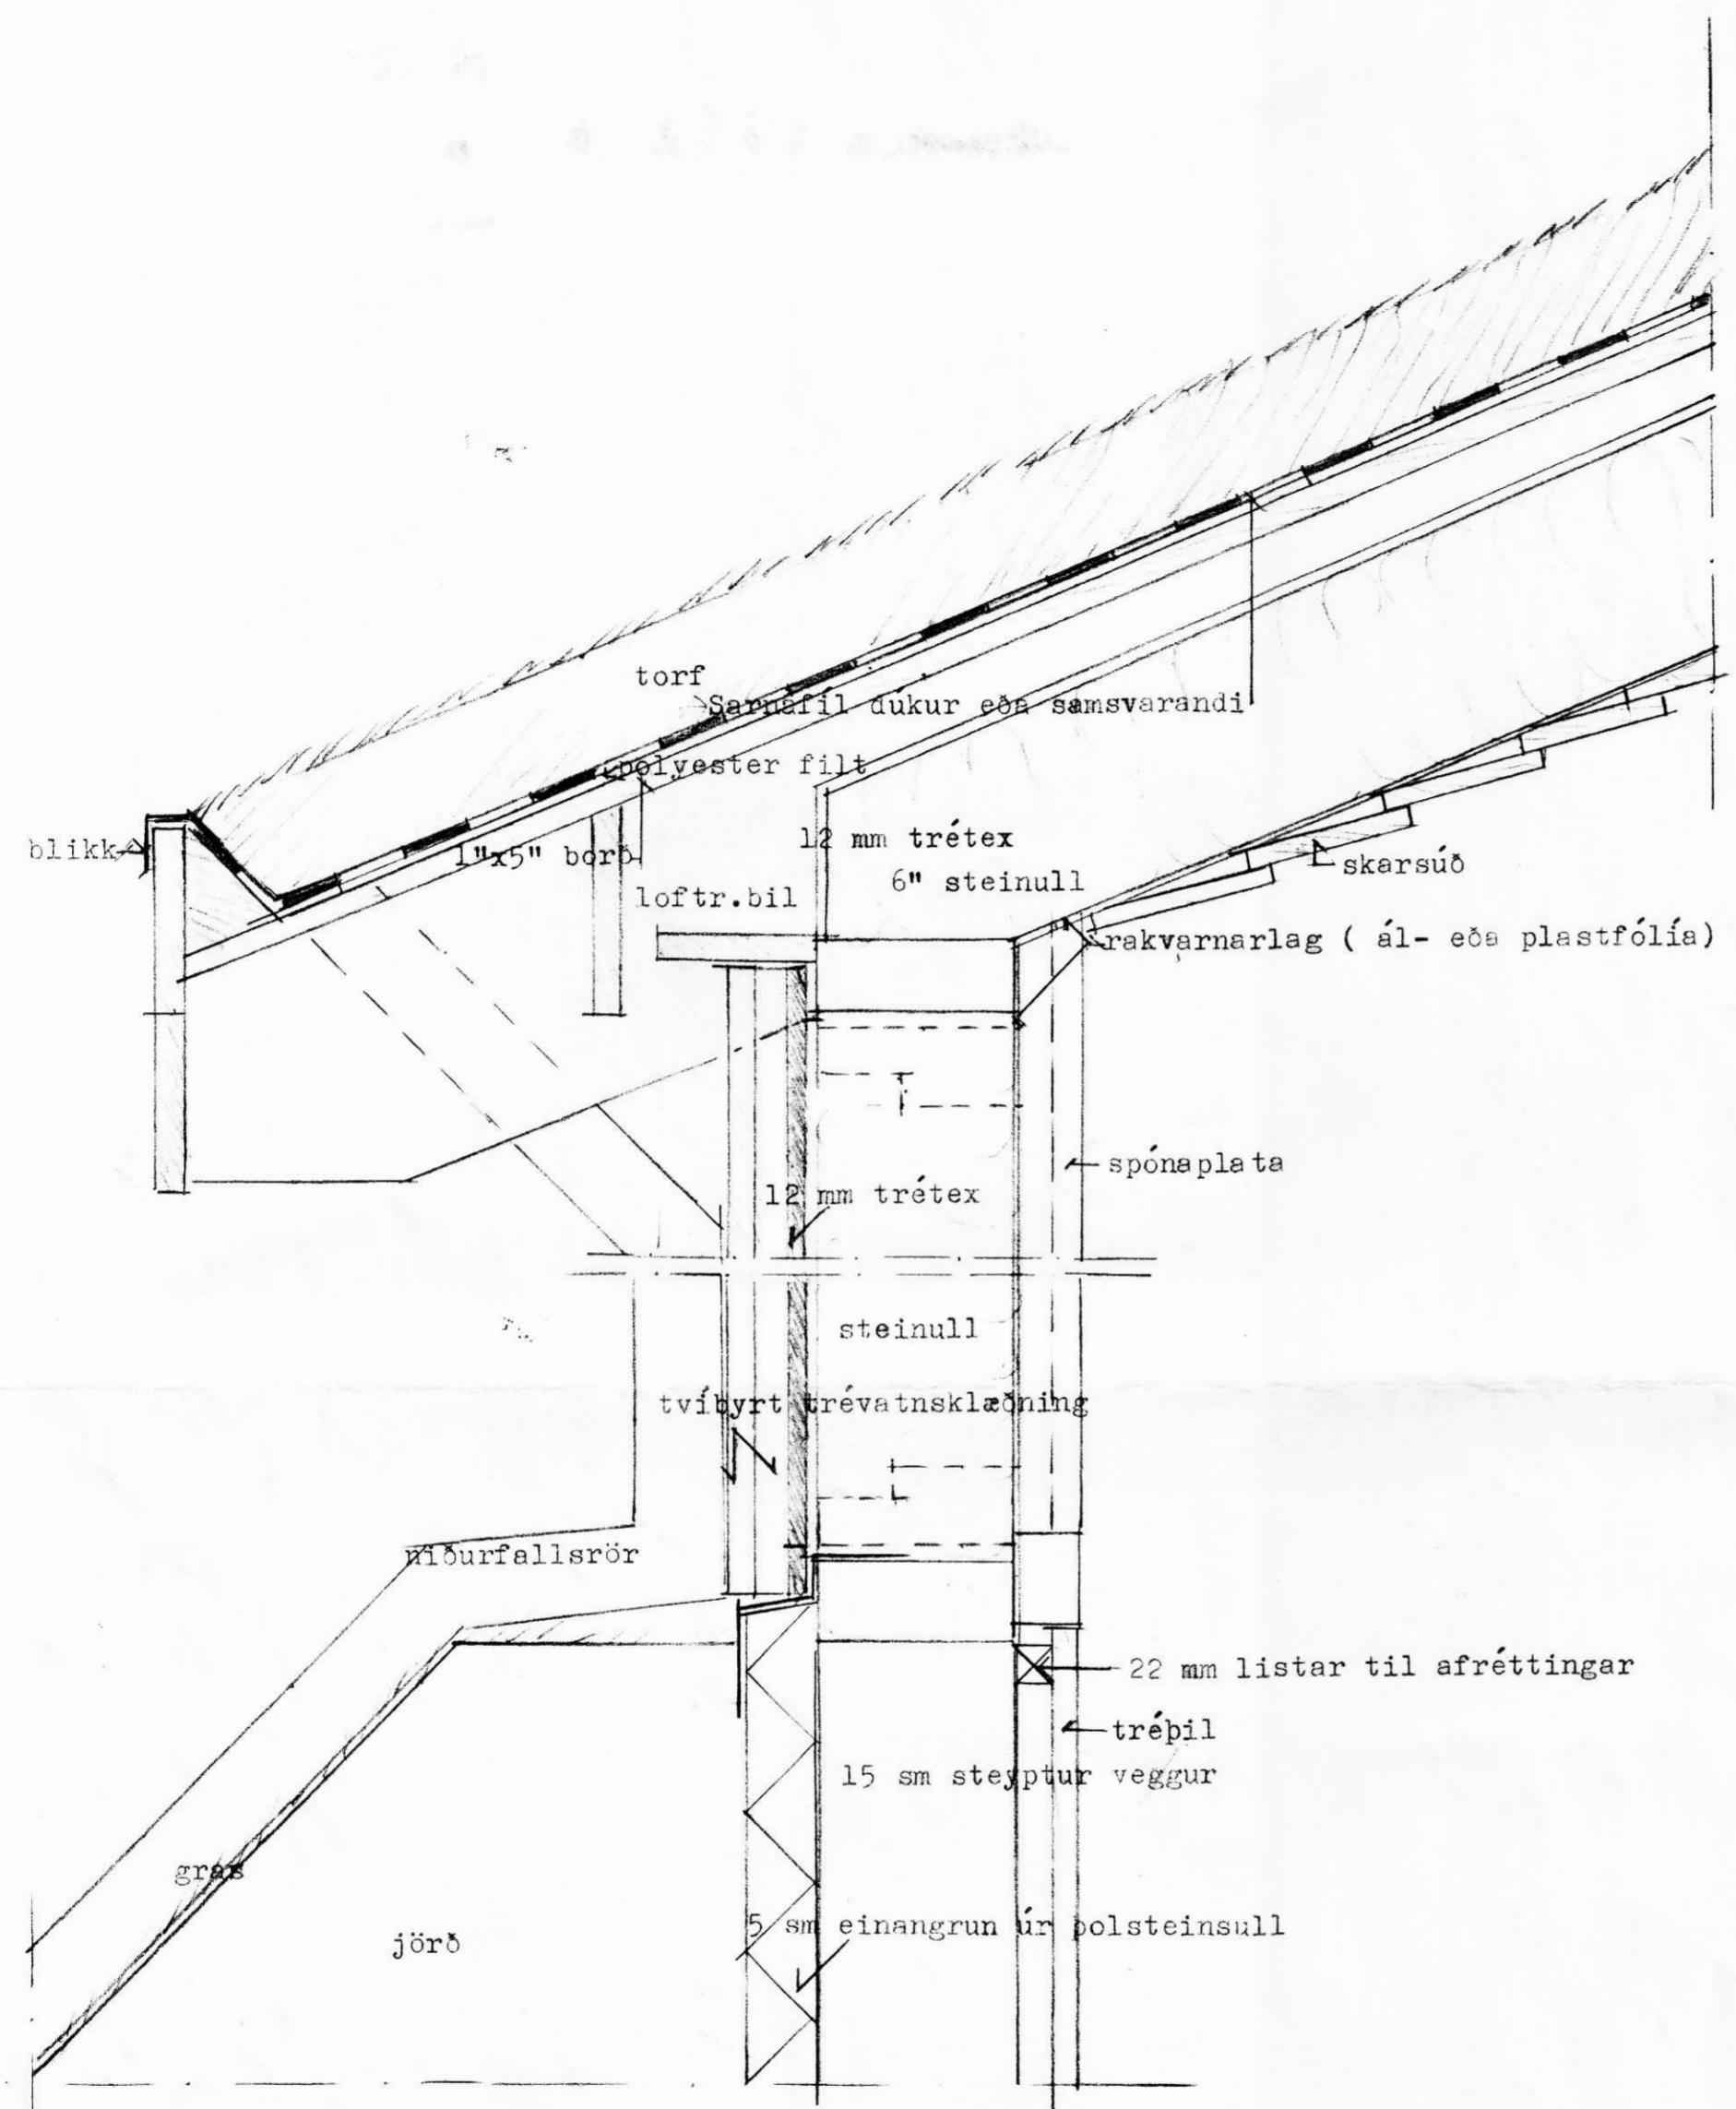 torf
Sarnafil dúkur eða samsvarandi
polyester filt
blikk
1"x5" borð
12 mm trétex
6" steinull
skarsúð
loftr.bil
rakvarnarlag ( ál- eða plastfólía)
spónaplata
12 mm trétex
steinull
tvíbyrt trévatnsklæðning
niðurfallsrör
22 mm listar til afréttingar
tréþil
15 sm steyptur veggur
gras
5 sm einangrun úr þolsteinsull
jörð